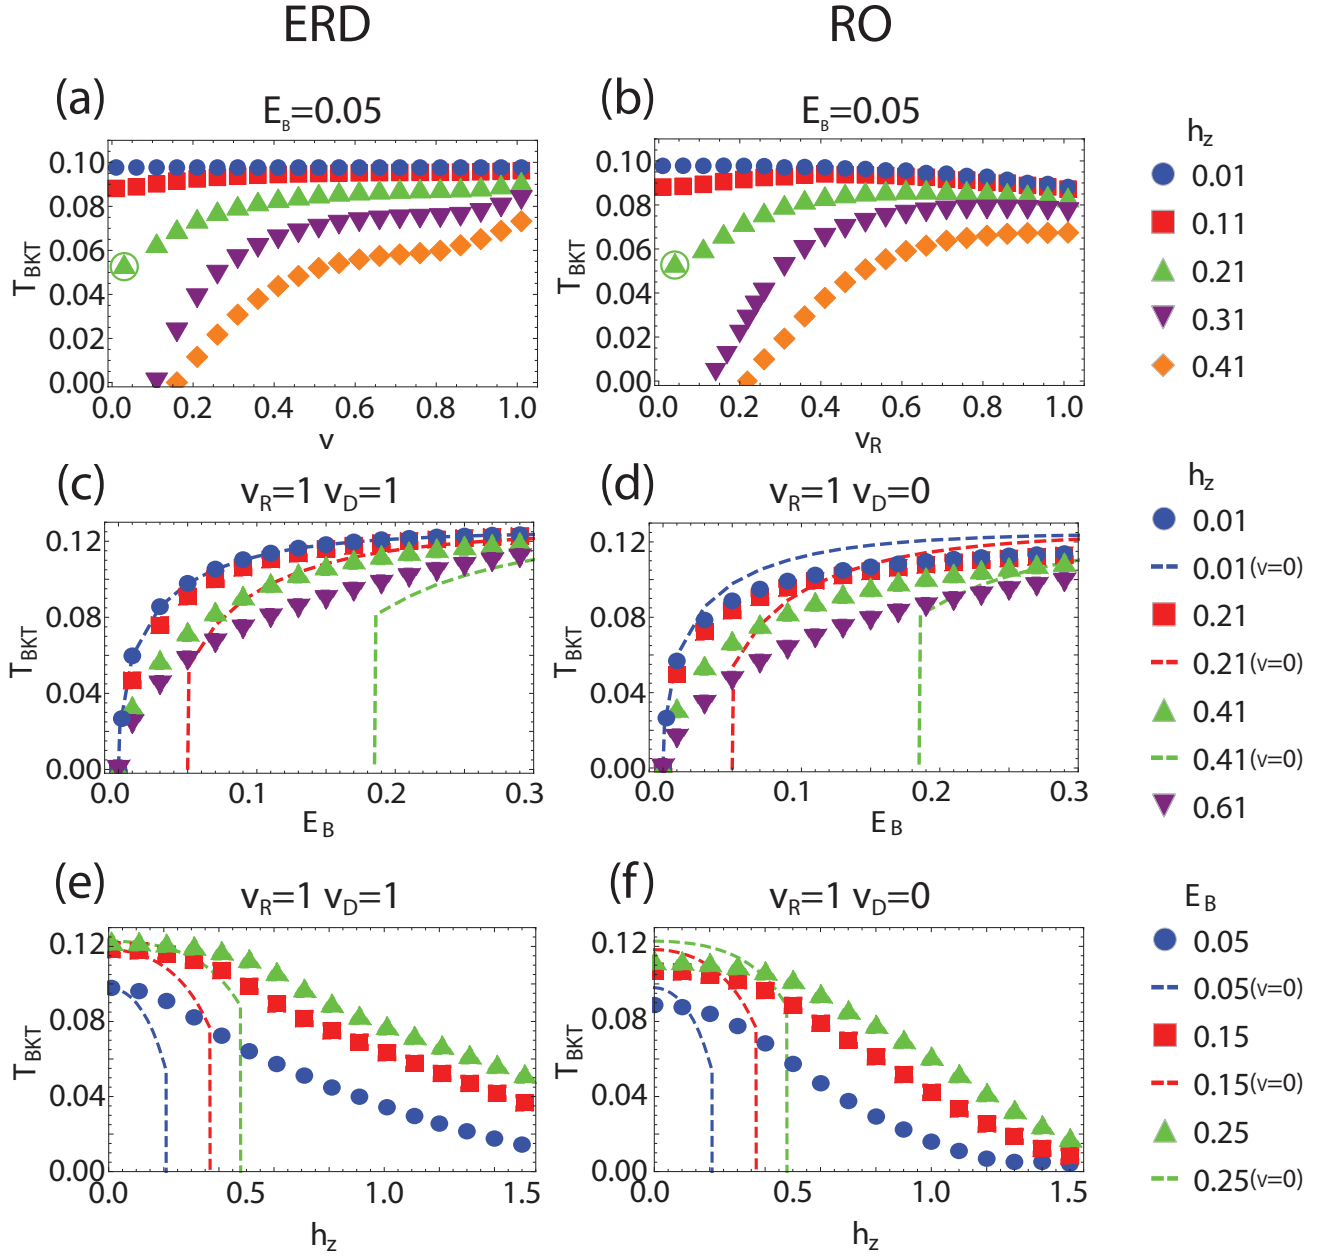 ERD
RO
(a)
E_B=0.05
T_BKT
0.10
0.08
0.06
0.04
0.02
0.00
0.0 0.2 0.4 0.6 0.8 1.0
v
(b)
E_B=0.05
T_BKT
0.10
0.08
0.06
0.04
0.02
0.00
0.0 0.2 0.4 0.6 0.8 1.0
v_R
h_z
0.01
0.11
0.21
0.31
0.41
(c)
v_R=1 v_D=1
T_BKT
0.12
0.08
0.04
0.00
0.0 0.1 0.2 0.3
E_B
(d)
v_R=1 v_D=0
T_BKT
0.12
0.08
0.04
0.00
0.0 0.1 0.2 0.3
E_B
h_z
0.01
0.01(v=0)
0.21
0.21(v=0)
0.41
0.41(v=0)
0.61
(e)
v_R=1 v_D=1
T_BKT
0.12
0.08
0.04
0.00
0.0 0.5 1.0 1.5
h_z
(f)
v_R=1 v_D=0
T_BKT
0.12
0.08
0.04
0.00
0.0 0.5 1.0 1.5
h_z
E_B
0.05
0.05(v=0)
0.15
0.15(v=0)
0.25
0.25(v=0)